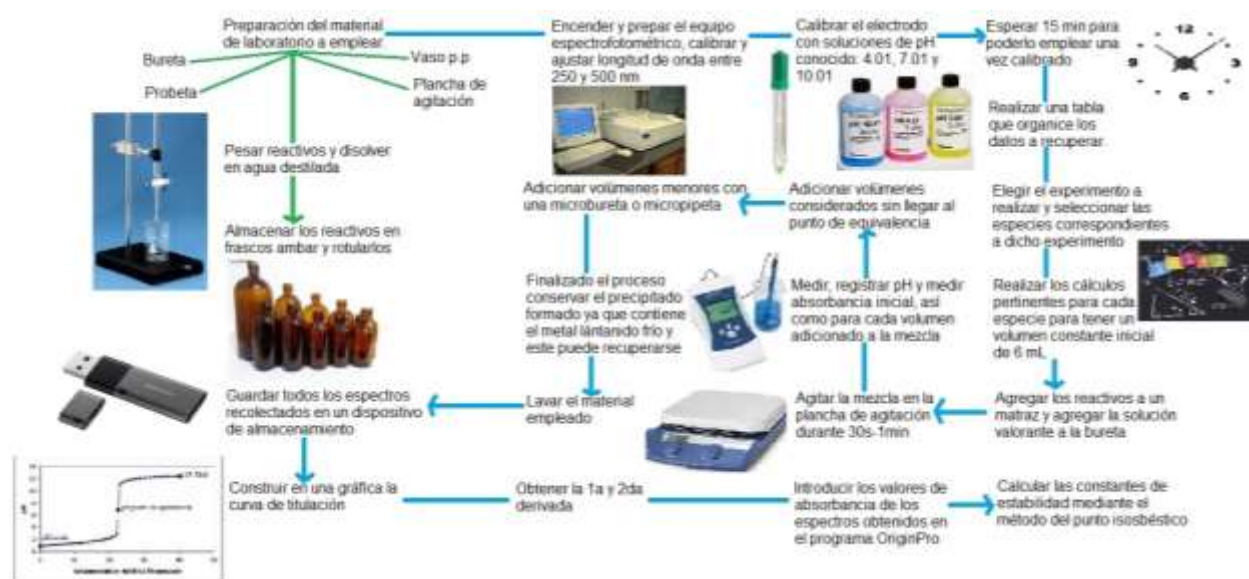 Preparación del material
de laboratorio a emplear
Bureta
Vaso p.p
Probeta
Plancha de
agitación
Pesar reactivos y disolver
en agua destilada
Almacenar los reactivos en
frascos ambar y rotularlos
Encender y prepar el equipo
espectrofotométrico, calibrar y
ajustar longitud de onda entre
250 y 500 nm
Calibrar el electrodo
con soluciones de pH
conocido: 4.01, 7.01 y
10.01
Esperar 15 min para
poderlo emplear una
vez calibrado
12
9
3
6
Realizar una tabla
que organice los
datos a recuperar
Elegir el experimento a
realizar y seleccionar las
especies correspondientes
a dicho experimento
Realizar los cálculos
pertinentes para cada
especie para tener un
volumen constante inicial
de 6 mL
Agregar los reactivos a un
matraz y agregar la solución
valorante a la bureta
Agitar la mezcla en la
plancha de agitación
durante 30s-1min
Medir, registrar pH y medir
absorbancia inicial, así
como para cada volumen
adicionado a la mezcla
Adicionar volúmenes
considerados sin llegar al
punto de equivalencia
Adicionar volúmenes menores con
una microbureta o micropipeta
Finalizado el proceso
conservar el precipitado
formado ya que contiene
el metal lántanido frío y
este puede recuperarse
Lavar el material
empleado
Guardar todos los espectros
recolectados en un dispositivo
de almacenamiento
Construir en una gráfica la
curva de titulación
Obtener la 1a y 2da
derivada
Introducir los valores de
absorbancia de los
espectros obtenidos en
el programa OriginPro
Calcular las constantes de
estabilidad mediante el
método del punto isosbéstico